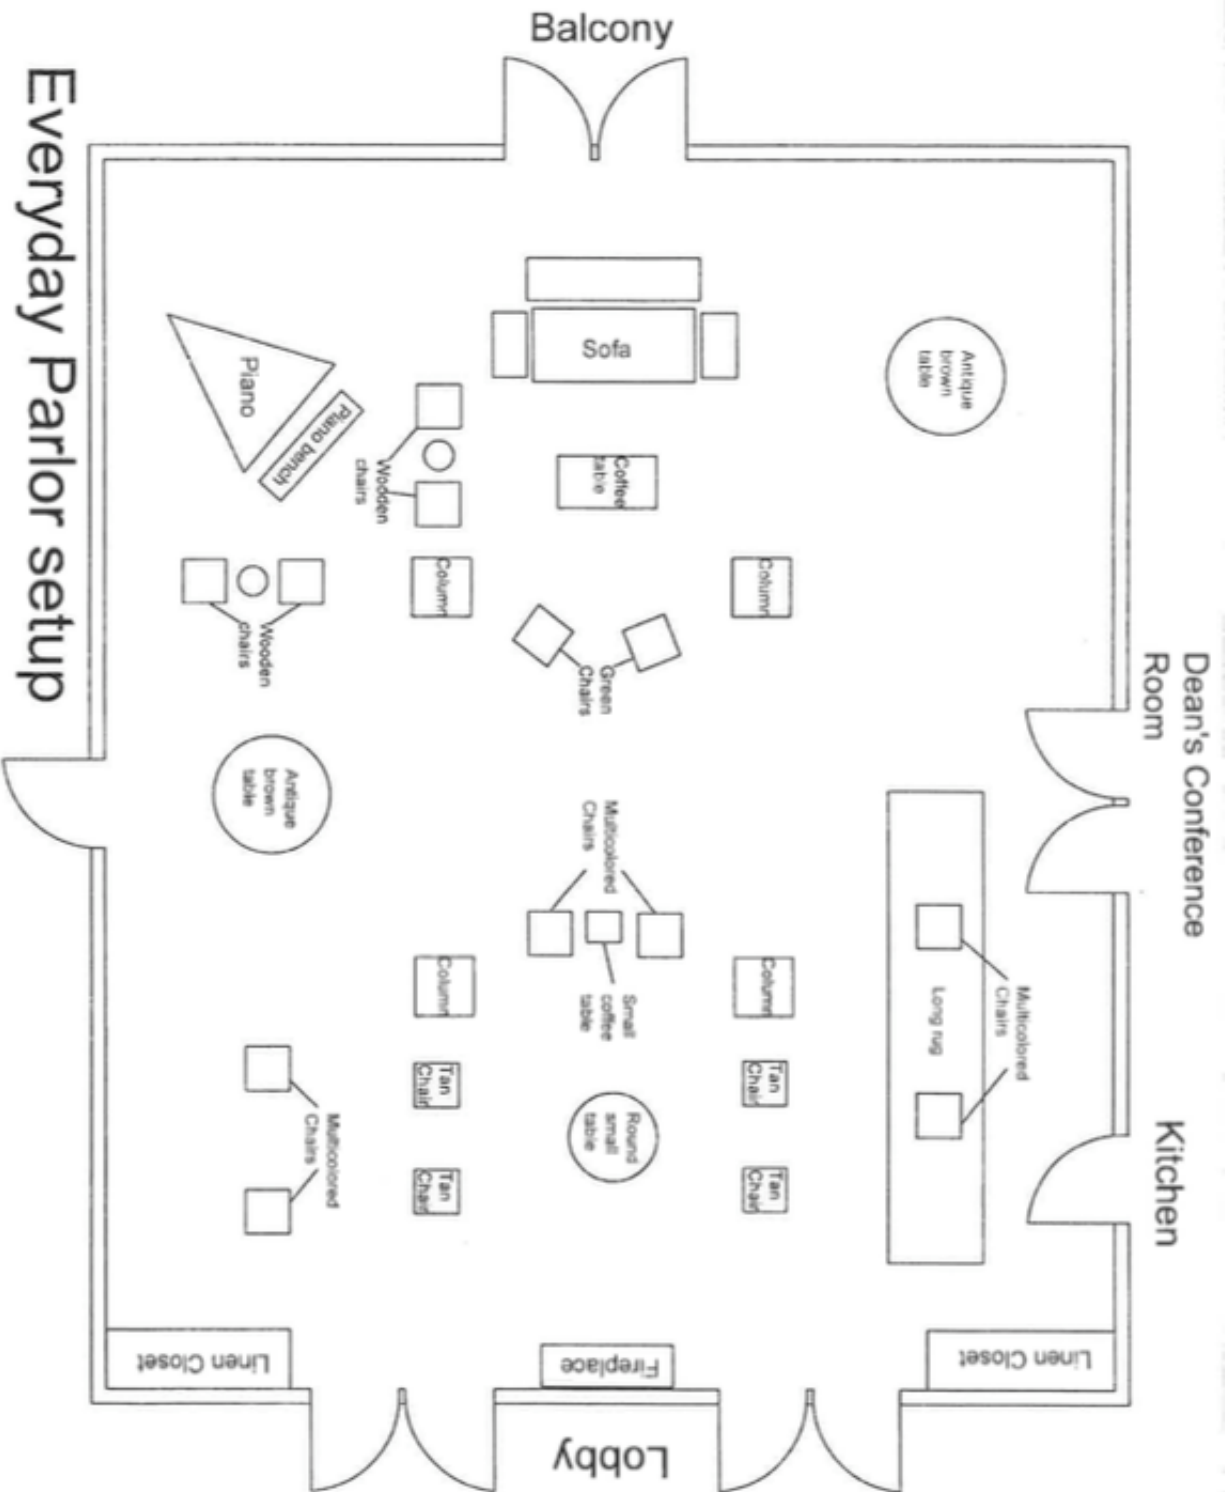 Balcony
Everyday Parlor setup
Sofa
Antique
brown
table
Piano
Piano bench
Wooden
chairs
Coffee
table
Column
Column
Wooden
chairs
Green
Chairs
Dean's Conference
Room
Antique
brown
table
Multicolored
Chairs
Column
Small
coffee
table
Column
Long rug
Multicolored
Chairs
Tan
Chair
Tan
Chair
Round
small
table
Multicolored
Chairs
Tan
Chair
Tan
Chair
Kitchen
Linen Closet
Fireplace
Linen Closet
Lobby